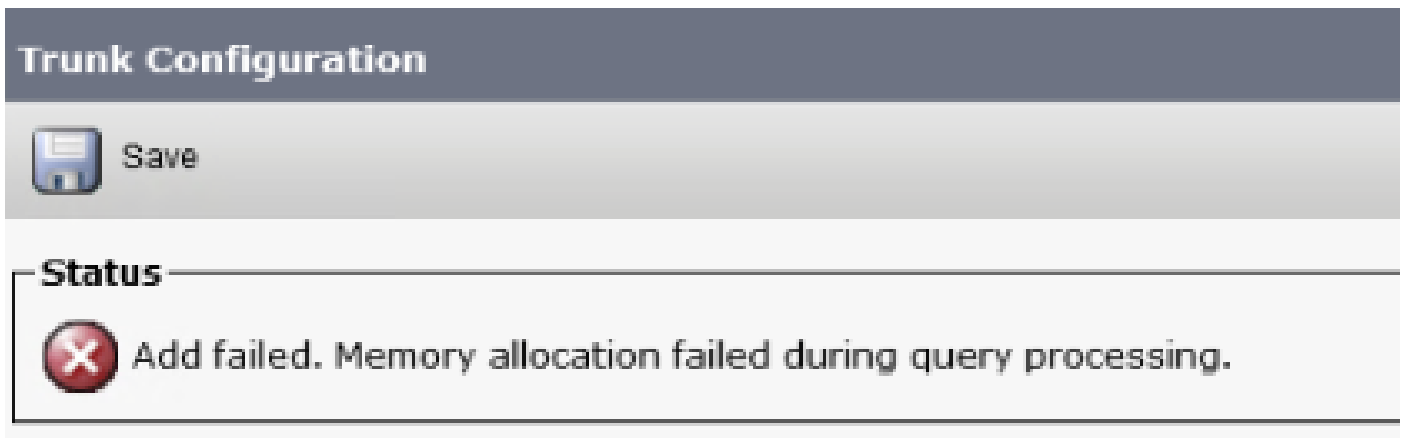 Trunk Configuration
Save
Status
Add failed. Memory allocation failed during query processing.